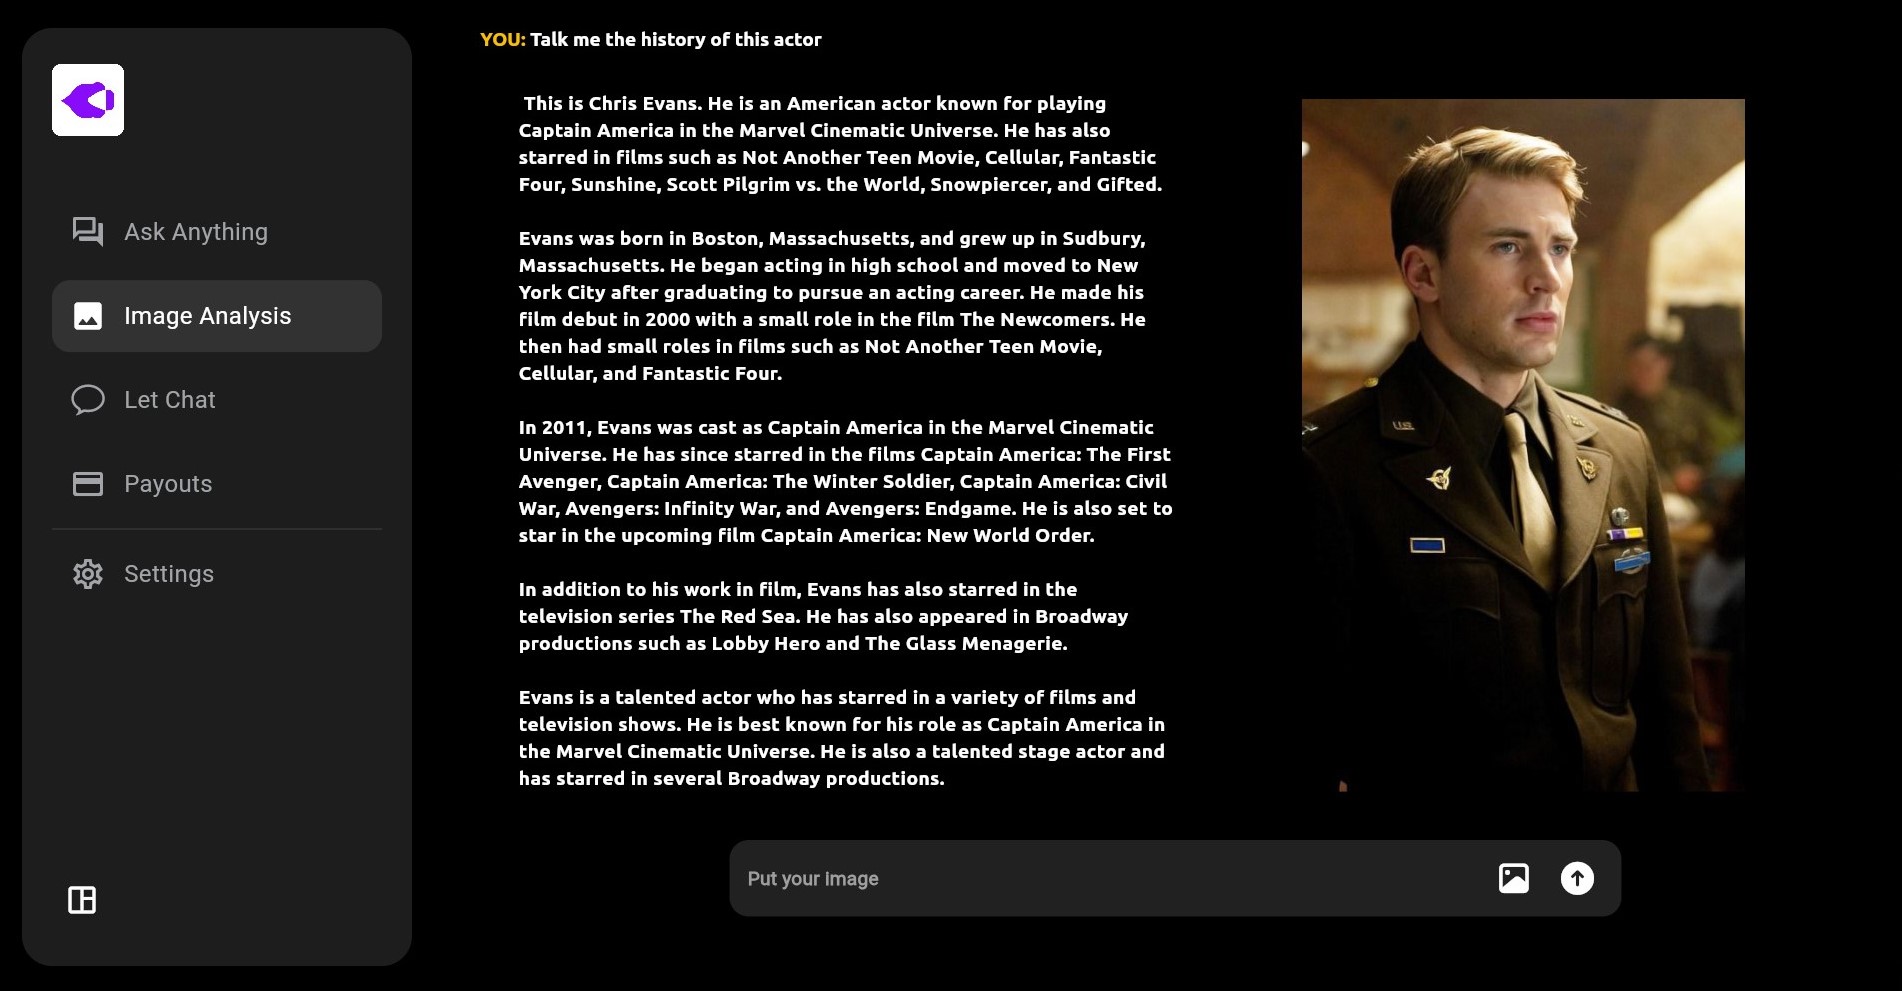 Ask Anything
Image Analysis
Let Chat
Payouts
Settings
YOU: Talk me the history of this actor
This is Chris Evans. He is an American actor known for playing
Captain America in the Marvel Cinematic Universe. He has also
starred in films such as Not Another Teen Movie, Cellular, Fantastic
Four, Sunshine, Scott Pilgrim vs. the World, Snowpiercer, and Gifted.
Evans was born in Boston, Massachusetts, and grew up in Sudbury,
Massachusetts. He began acting in high school and moved to New
York City after graduating to pursue an acting career. He made his
film debut in 2000 with a small role in the film The Newcomers. He
then had small roles in films such as Not Another Teen Movie,
Cellular, and Fantastic Four.
In 2011, Evans was cast as Captain America in the Marvel Cinematic
Universe. He has since starred in the films Captain America: The First
Avenger, Captain America: The Winter Soldier, Captain America: Civil
War, Avengers: Infinity War, and Avengers: Endgame. He is also set to
star in the upcoming film Captain America: New World Order.
In addition to his work in film, Evans has also starred in the
television series The Red Sea. He has also appeared in Broadway
productions such as Lobby Hero and The Glass Menagerie.
Evans is a talented actor who has starred in a variety of films and
television shows. He is best known for his role as Captain America in
the Marvel Cinematic Universe. He is also a talented stage actor and
has starred in several Broadway productions.
Put your image